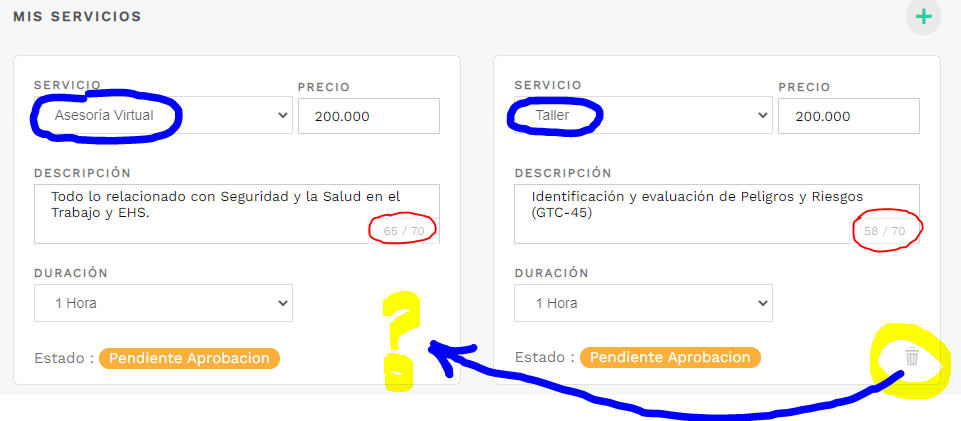 MIS SERVICIOS
+
SERVICIO
PRECIO
Asesoría Virtual
200.000
DESCRIPCIÓN
Todo lo relacionado con Seguridad y la Salud en el
Trabajo y EHS.
65 / 70
DURACIÓN
1 Hora
?
Estado : Pendiente Aprobacion
SERVICIO
PRECIO
Taller
200.000
DESCRIPCIÓN
Identificación y evaluación de Peligros y Riesgos
(GTC-45)
58 / 70
DURACIÓN
1 Hora
Estado : Pendiente Aprobacion